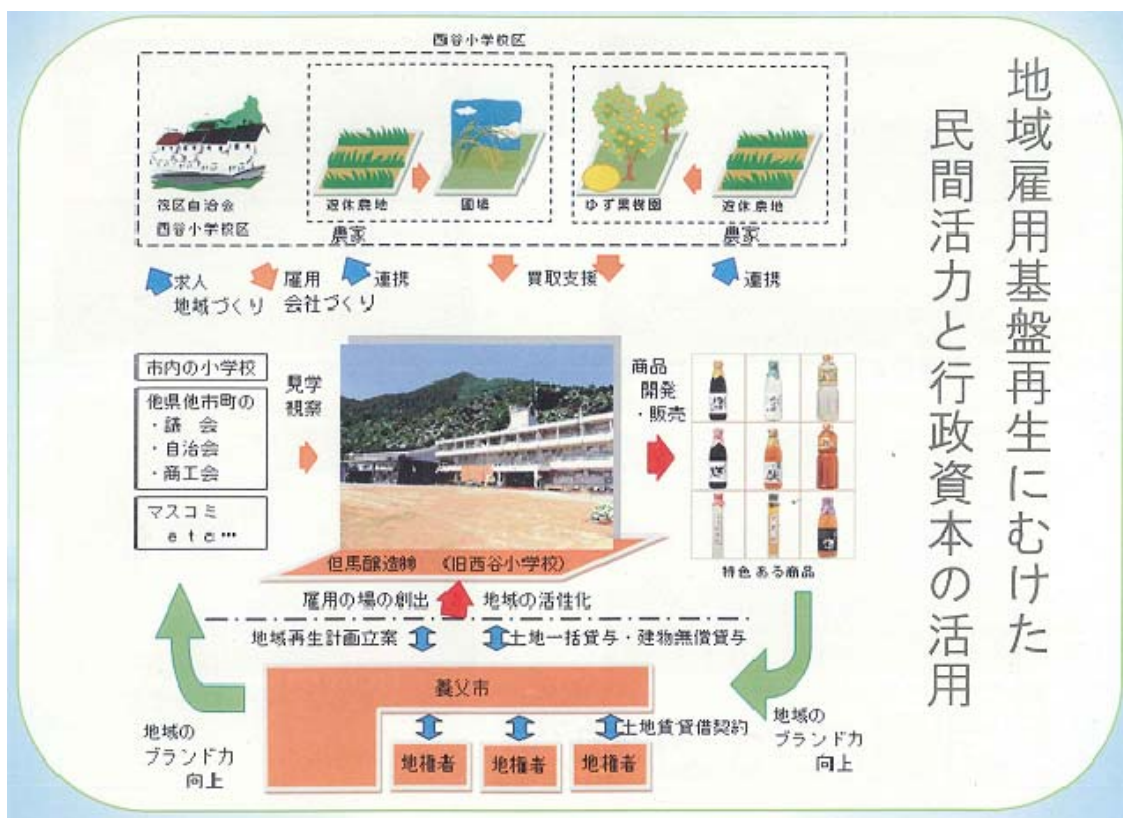 地域雇用基盤再生にむけた
民間活力と行政資本の活用
西谷小学校区
筏区自治会
西谷小学校区
遊休農地
圃場
農家
ゆず果樹園
遊休農地
農家
求人
地域づくり
雇用
会社づくり
連携
買取支援
連携
市内の小学校
他県他市町の
・議 会
・自治会
・商工会
マスコミ
etc…
見学
観察
商品
開発
・販売
但馬醸造㈱ (旧西谷小学校)
特色ある商品
雇用の場の創出
地域の活性化
地域再生計画立案
土地一括貸与・建物無償貸与
養父市
土地賃貸借契約
地権者
地権者
地権者
地域の
ブランド力
向上
地域の
ブランド力
向上